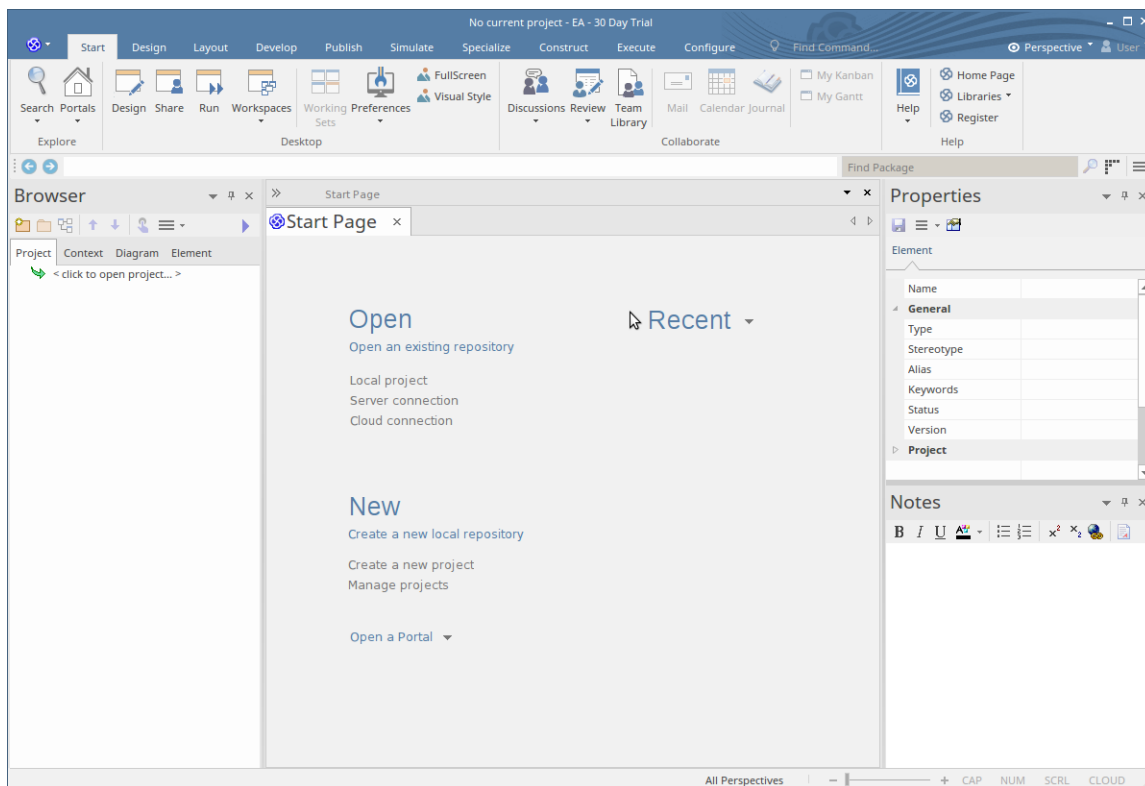 No current project - EA - 30 Day Trial
Start Design Layout Develop Publish Simulate Specialize Construct Execute Configure Find Command... Perspective User
Search Portals Design Share Run Workspaces Working Sets Preferences FullScreen Visual Style Discussions Review Team Library Mail Calendar Journal My Kanban My Gantt Help Home Page Libraries Register
Explore Desktop Collaborate Help
Find Package
Browser
Project Context Diagram Element
< click to open project... >
Start Page
Start Page
Open
Open an existing repository
Local project
Server connection
Cloud connection
Recent
New
Create a new local repository
Create a new project
Manage projects
Open a Portal
Properties
Element
Name
General
Type
Stereotype
Alias
Keywords
Status
Version
Project
Notes
B I U x² x₂
All Perspectives CAP NUM SCRL CLOUD